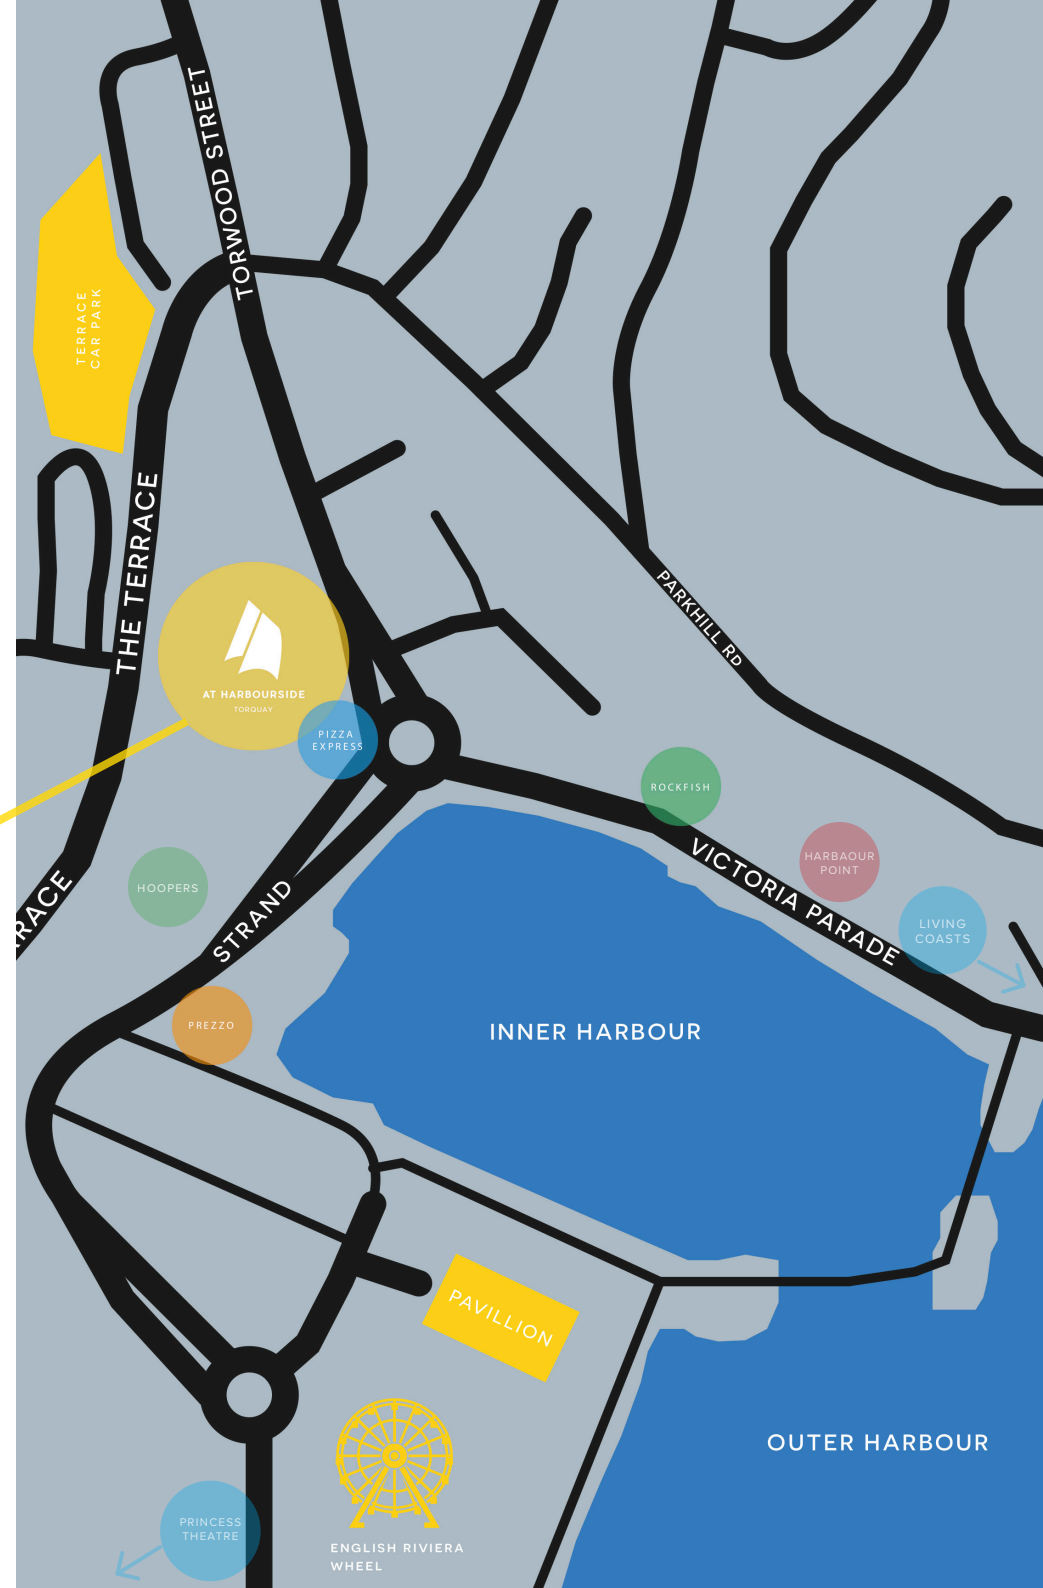 TORWOOD STREET
TERRACE
CAR PARK
THE TERRACE
PARKHILL RD
AT HARBOURSIDE
TORQUAY
PIZZA
EXPRESS
ROCKFISH
HARBAOUR
POINT
VICTORIA PARADE
LIVING
COASTS
HOOPERS
RRACE
STRAND
PREZZO
INNER HARBOUR
PAVILLION
OUTER HARBOUR
PRINCESS
THEATRE
ENGLISH RIVIERA
WHEEL